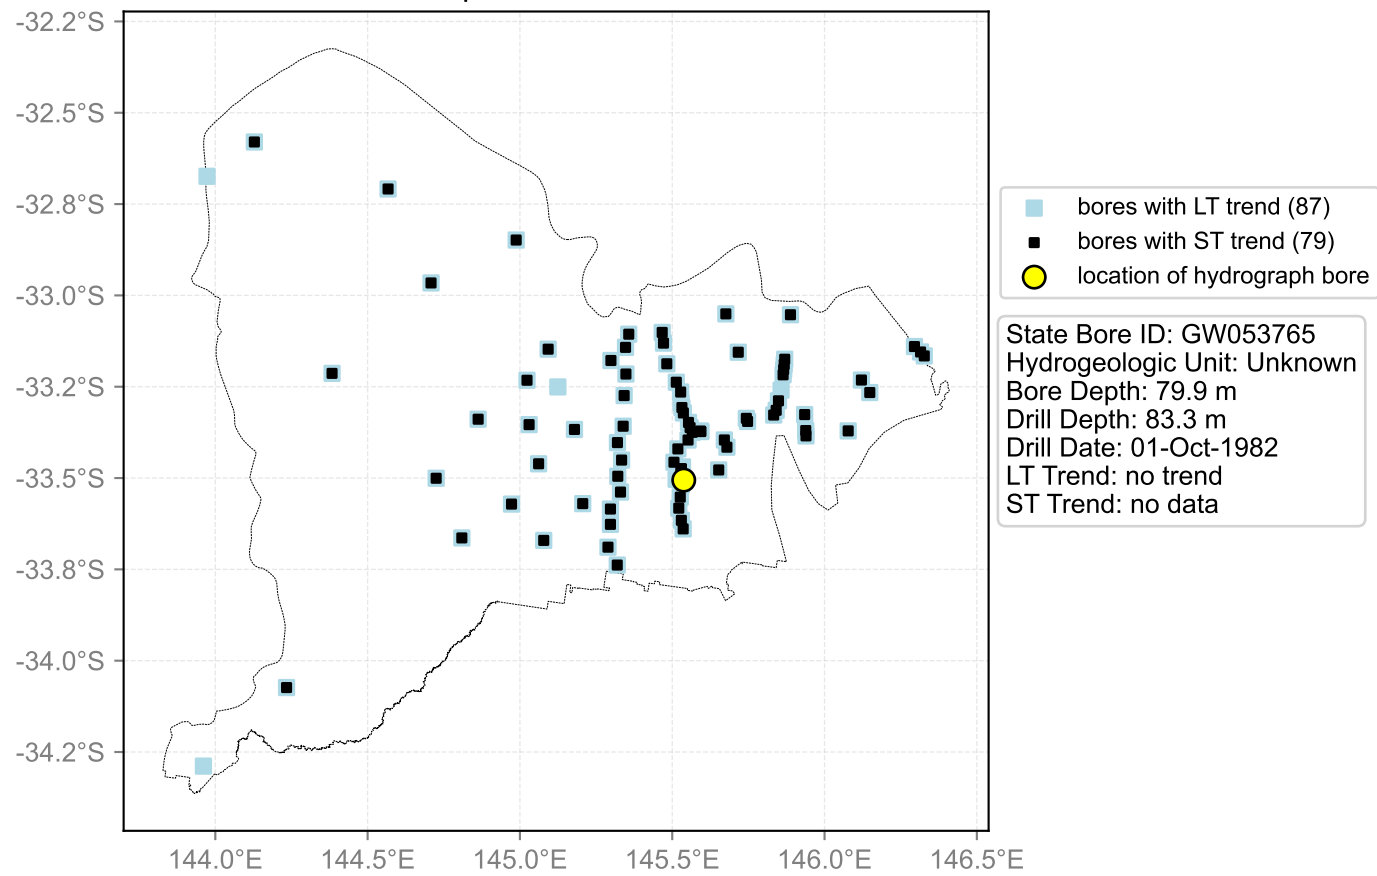 -32.2°S
-32.5°S
-32.8°S
-33.0°S
-33.2°S
-33.5°S
-33.8°S
-34.0°S
-34.2°S
144.0°E
144.5°E
145.0°E
145.5°E
146.0°E
146.5°E
bores with LT trend (87)
bores with ST trend (79)
location of hydrograph bore
State Bore ID: GW053765
Hydrogeologic Unit: Unknown
Bore Depth: 79.9 m
Drill Depth: 83.3 m
Drill Date: 01-Oct-1982
LT Trend: no trend
ST Trend: no data